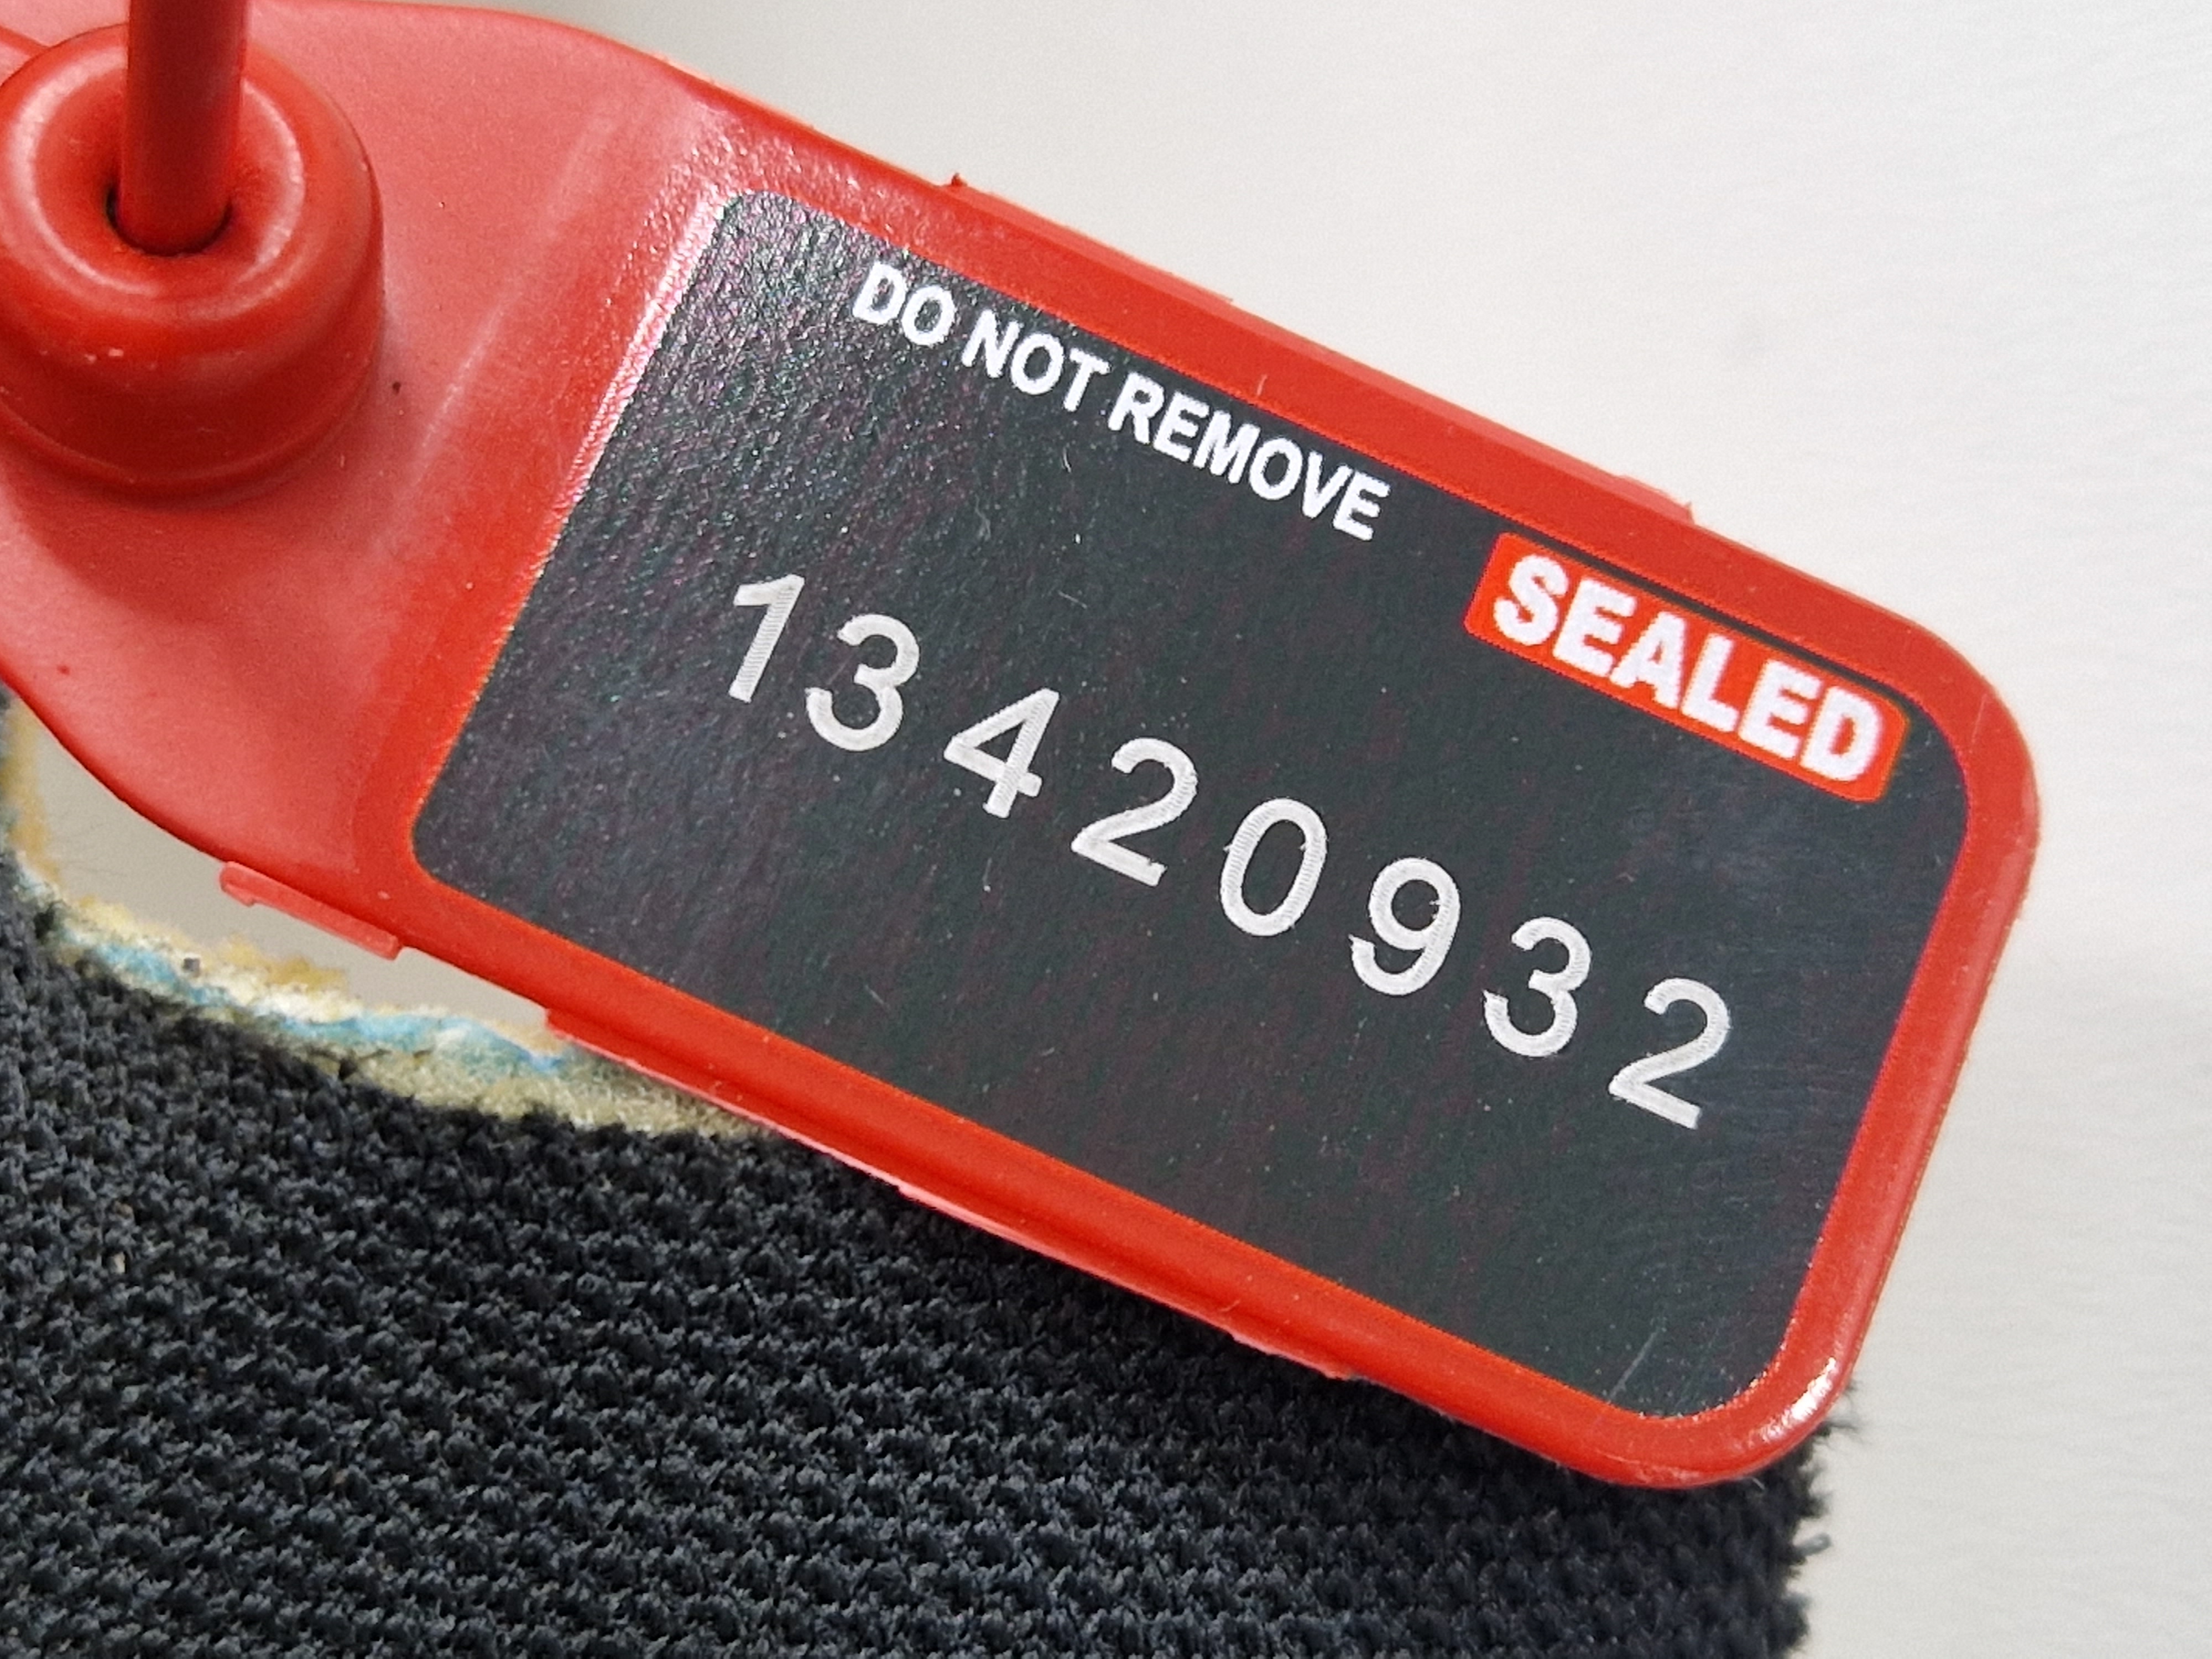 DO NOT REMOVE
SEALED
13420932